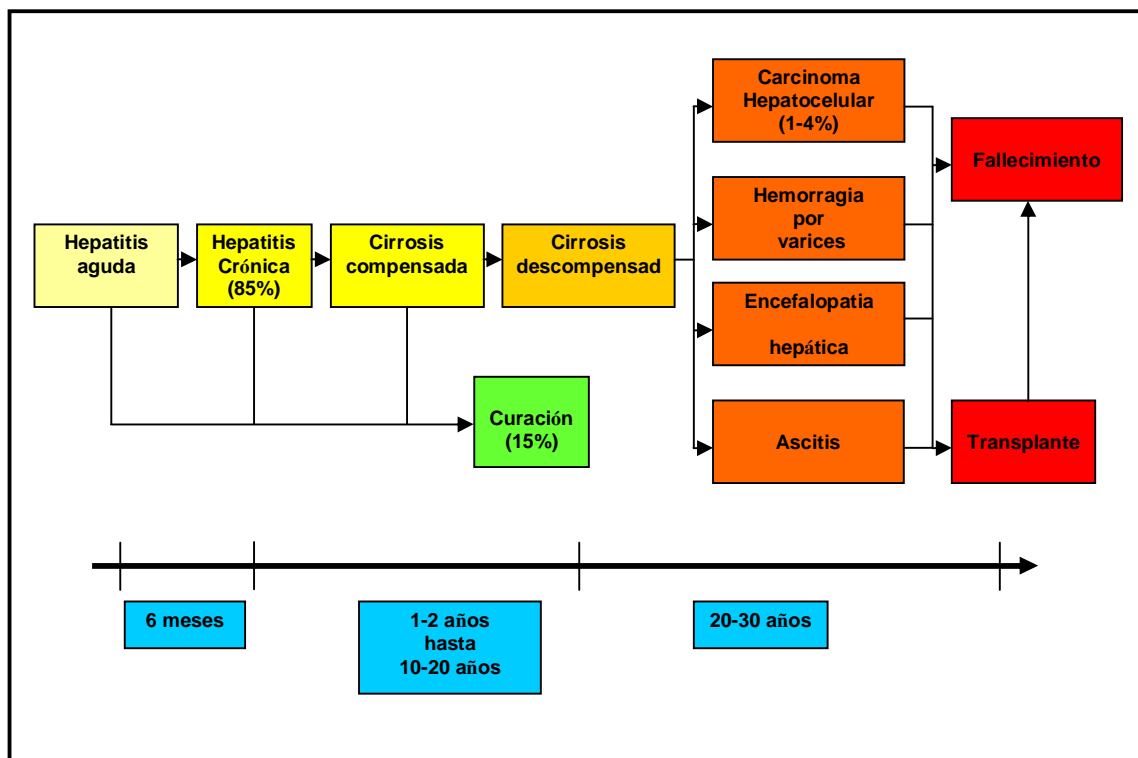 Carcinoma
Hepatocelular
(1-4%)
Fallecimiento
Hemorragia
por
varices
Hepatitis
aguda
Hepatitis
Crónica
(85%)
Cirrosis
compensada
Cirrosis
descompensad
Encefalopatia
hepática
Curación
(15%)
Ascitis
Transplante
6 meses
1-2 años
hasta
10-20 años
20-30 años